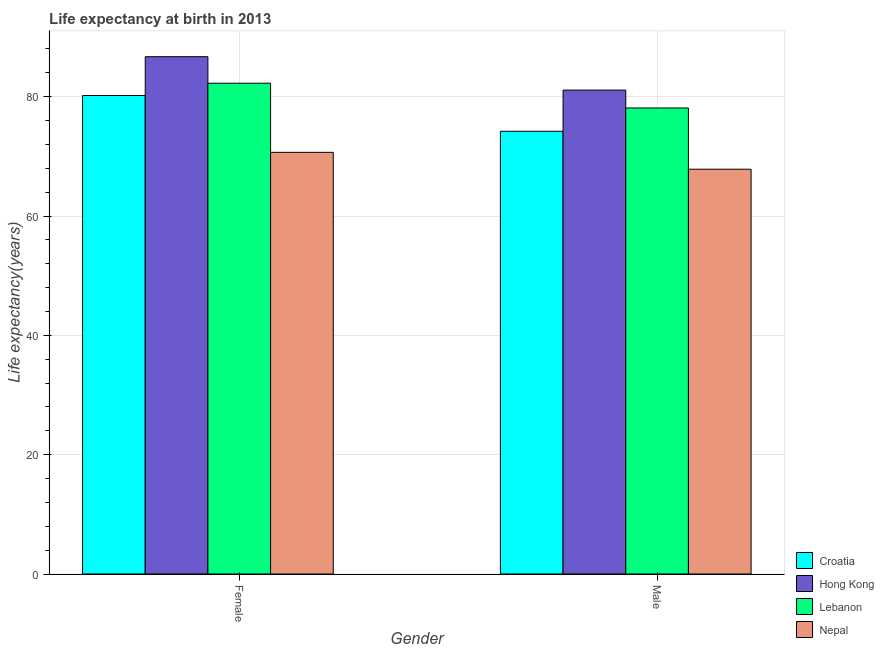 Life expectancy at birth in 2013
Life expectancy(years)
80
60
40
20
0
Female
Male
Gender
Croatia
Hong Kong
Lebanon
Nepal